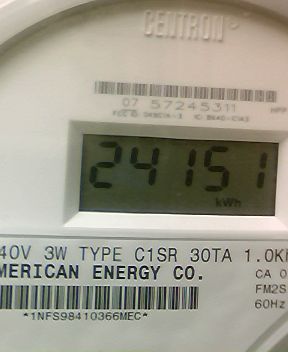 CENTRON
07 57245311
24151
kWh
40V 3W TYPE C1SR 30TA 1.0K
MERICAN ENERGY CO.
CA 0
FM2S
60Hz
*1NFS98410366MEC*